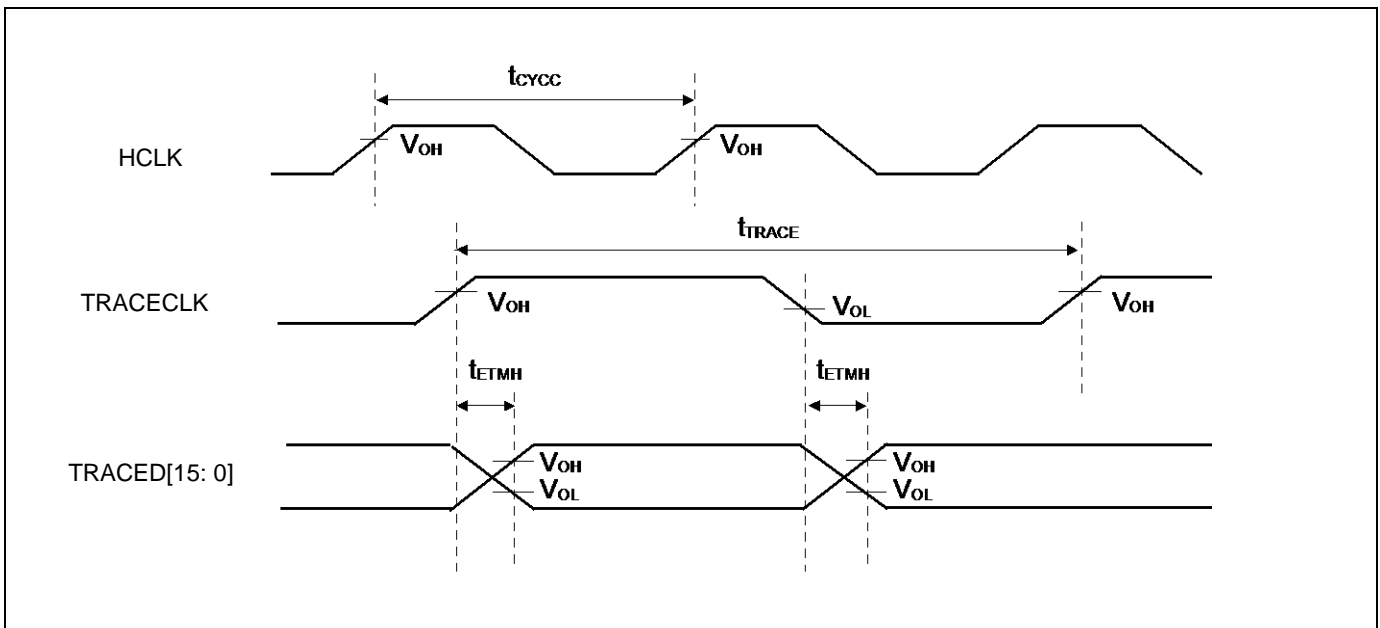 tCYCC
HCLK
VOH
VOH
tTRACE
TRACECLK
VOH
VOL
VOH
tETMH
tETMH
TRACED[15: 0]
VOH
VOH
VOL
VOL